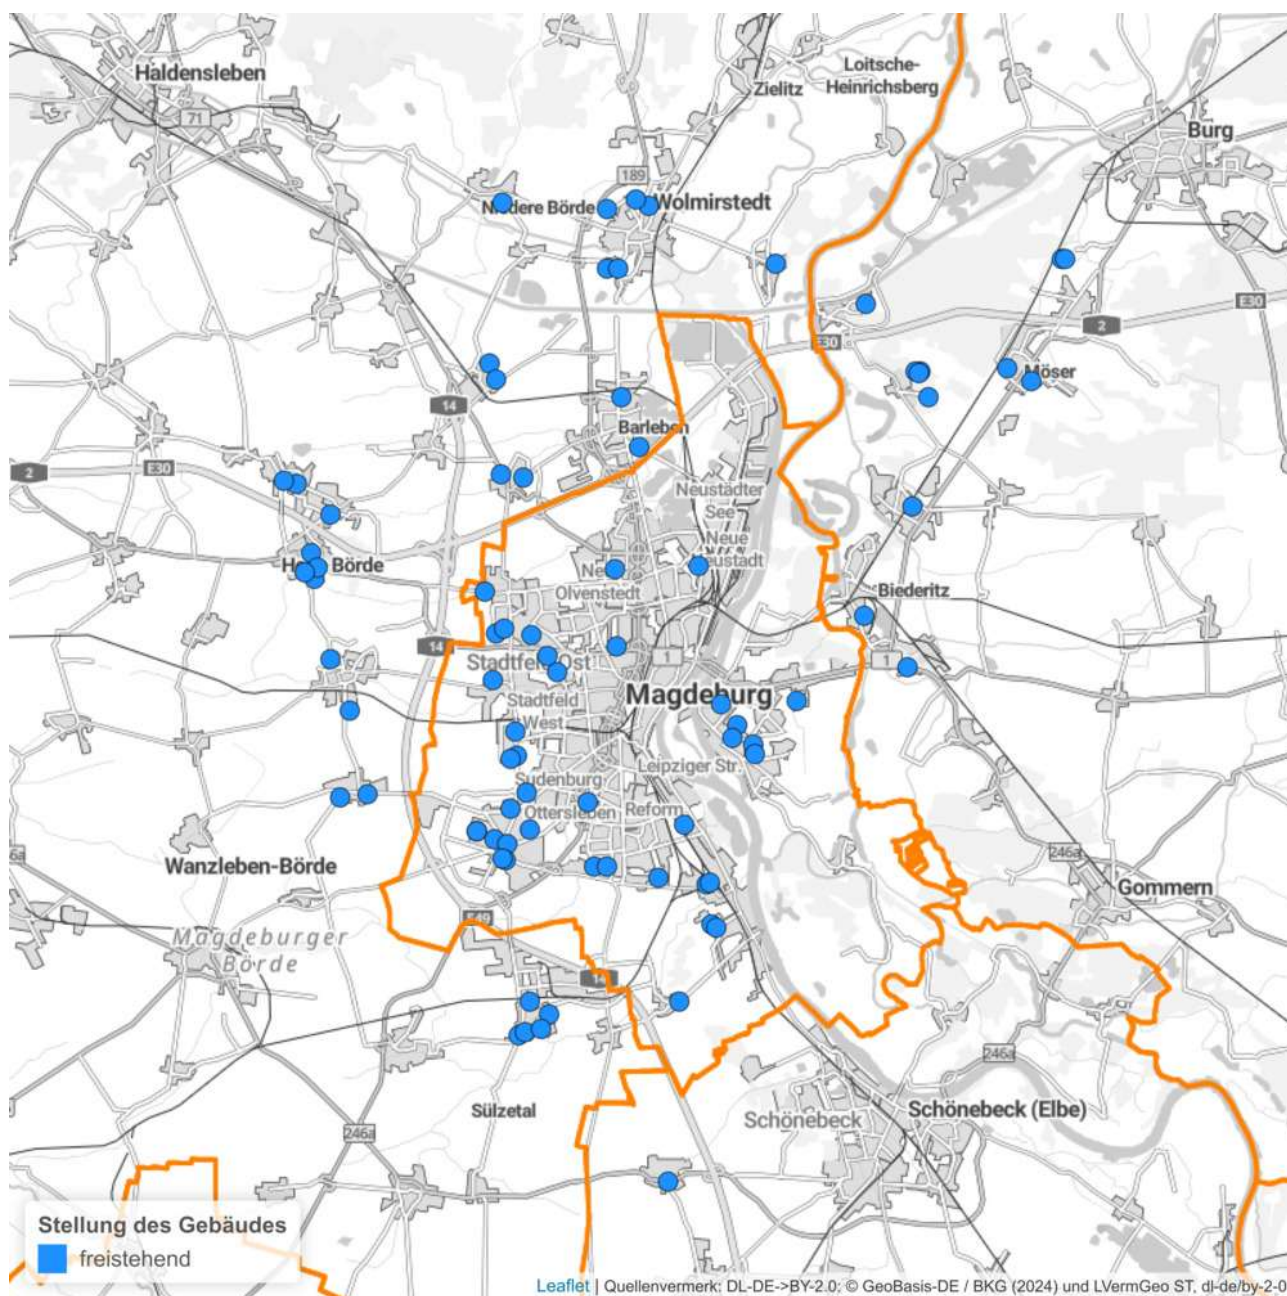 Haldensleben
71
Zielitz
Loitsche-
Heinrichsberg
Burg
189
Niedere Börde
Wolmirstedt
E30
2
E30
Möser
14
Barleben
2
E30
Neustädter
See
Neue
Neustadt
Börde
Olvenstedt
Biederitz
14
Stadtfeld Ost
1
1
Magdeburg
Stadtfeld
West
Leipziger Str.
Sudenburg
Ottersleben
Reform
246a
Wanzleben-Börde
Gommern
E49
Magdeburger
Börde
14
246a
Sülzetal
Schönebeck
Schönebeck (Elbe)
246a
Stellung des Gebäudes
freistehend
Leaflet | Quellenvermerk: DL-DE->BY-2.0: © GeoBasis-DE / BKG (2024) und LVermGeo ST, dl-de/by-2-0